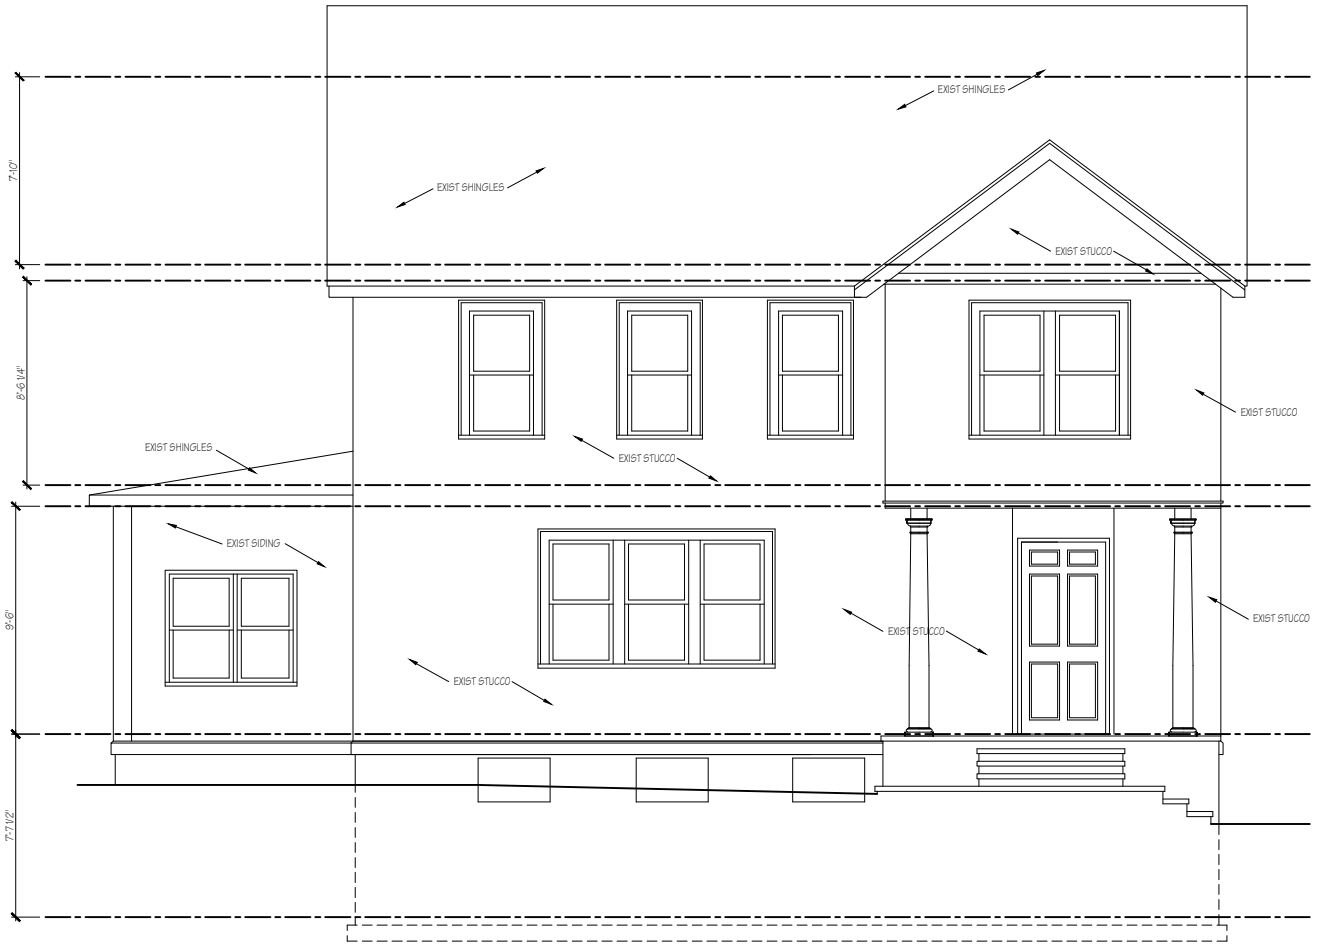 EXIST SHINGLES
7'-10"
EXIST SHINGLES
EXIST STUCCO
8'-6 1/4"
EXIST STUCCO
EXIST SHINGLES
EXIST STUCCO
EXIST SIDING
9'-6"
EXIST STUCCO
EXIST STUCCO
EXIST STUCCO
7'-7 1/2"